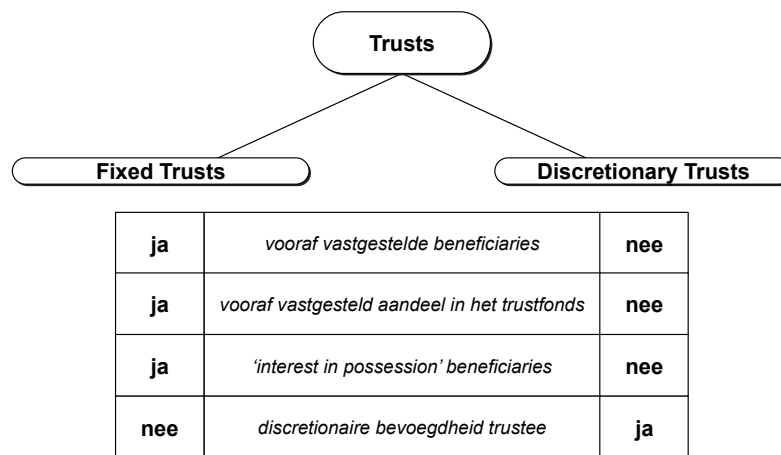 Trusts
Fixed Trusts
Discretionary Trusts
ja
vooraf vastgestelde beneficiaries
nee
ja
vooraf vastgesteld aandeel in het trustfonds
nee
ja
‘interest in possession’ beneficiaries
nee
nee
discretionaire bevoegdheid trustee
ja